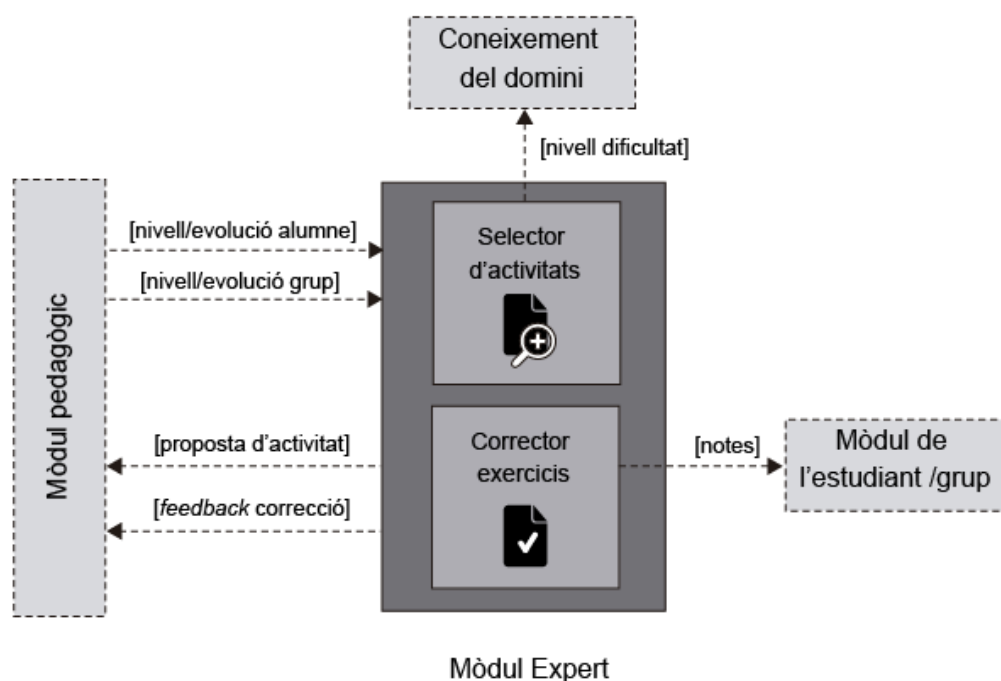 Coneixement
del domini
[nivell dificultat]
Mòdul pedagògic
[nivell/evolució alumne]
[nivell/evolució grup]
Selector
d’activitats
[proposta d’activitat]
[feedback correcció]
Corrector
exercicis
[notes]
Mòdul de
l’estudiant /grup
Mòdul Expert